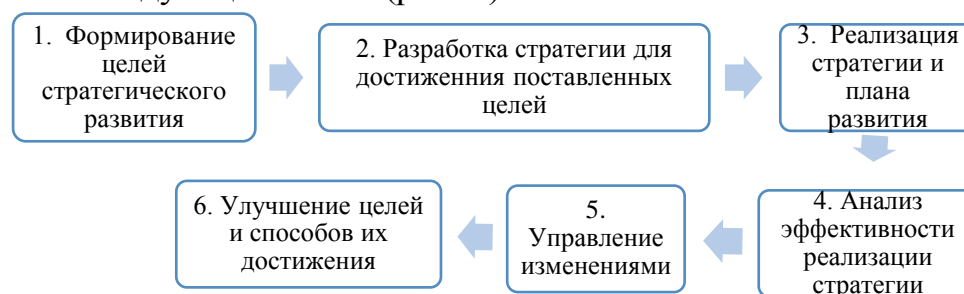 1. Формирование
целей
стратегического
развития
2. Разработка стратегии для
достиженния поставленных
целей
3. Реализация
стратегии и
плана
развития
4. Анализ
эффективности
реализации
стратегии
5.
Управление
изменениями
6. Улучшение целей
и способов их
достижения